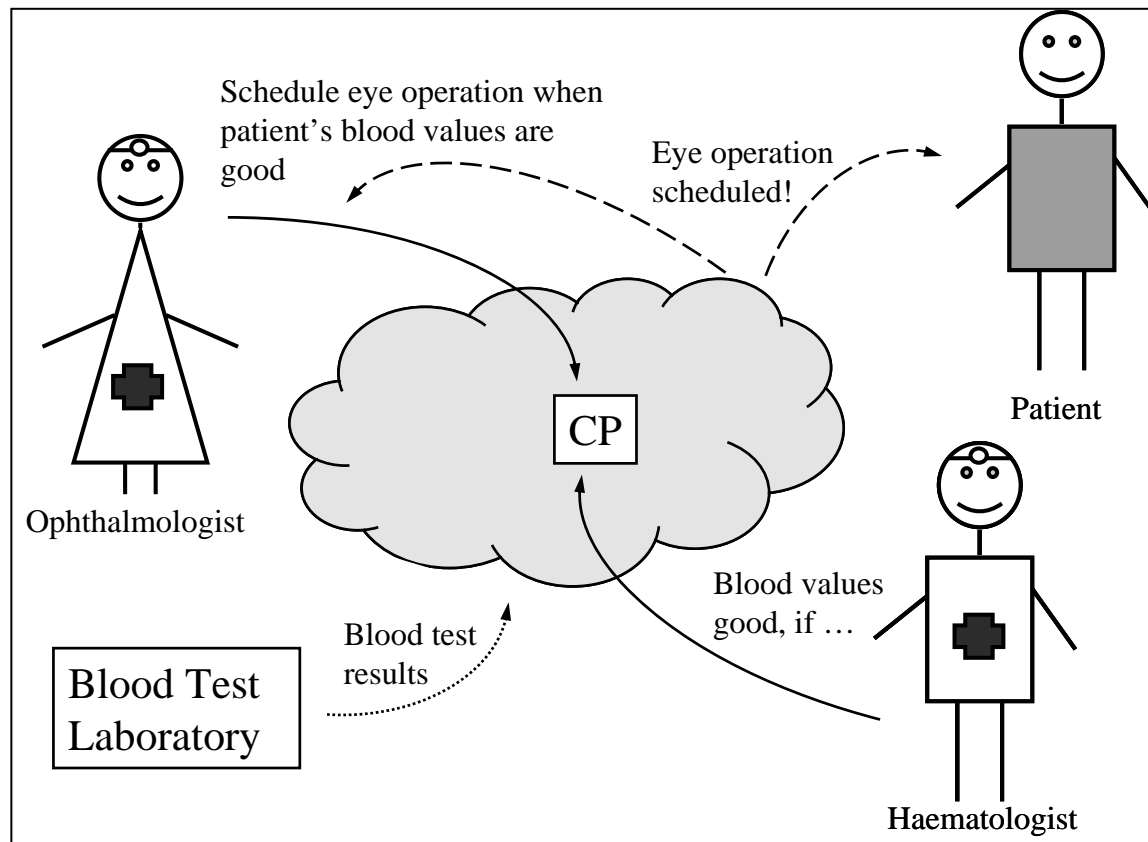 Schedule eye operation when
patient's blood values are
good
Eye operation
scheduled!
Patient
CP
Ophthalmologist
Blood values
good, if …
Blood test
results
Blood Test
Laboratory
Haematologist